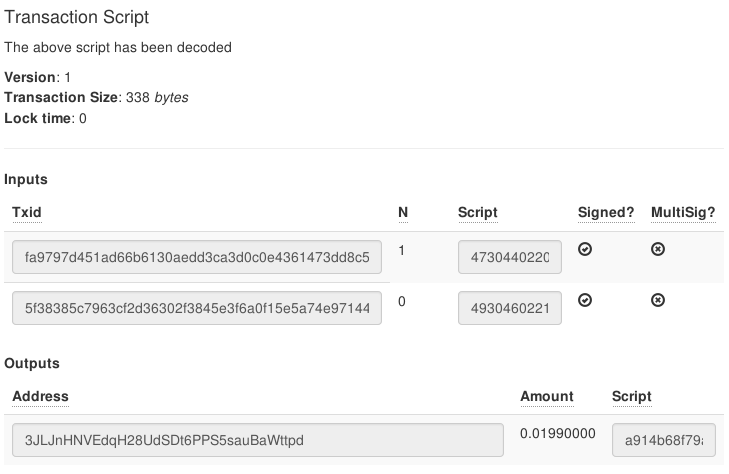 Transaction Script
The above script has been decoded
Version: 1
Transaction Size: 338 bytes
Lock time: 0
Inputs
Txid N Script Signed? MultiSig?
fa9797d451ad66b6130aedd3ca3d0c0e4361473dd8c5 1 4730440220
5f38385c7963cf2d36302f3845e3f6a0f15e5a74e97144 0 4930460221
Outputs
Address Amount Script
3JLJnHNVEdqH28UdSDt6PPS5sauBaWttpd 0.01990000 a914b68f79